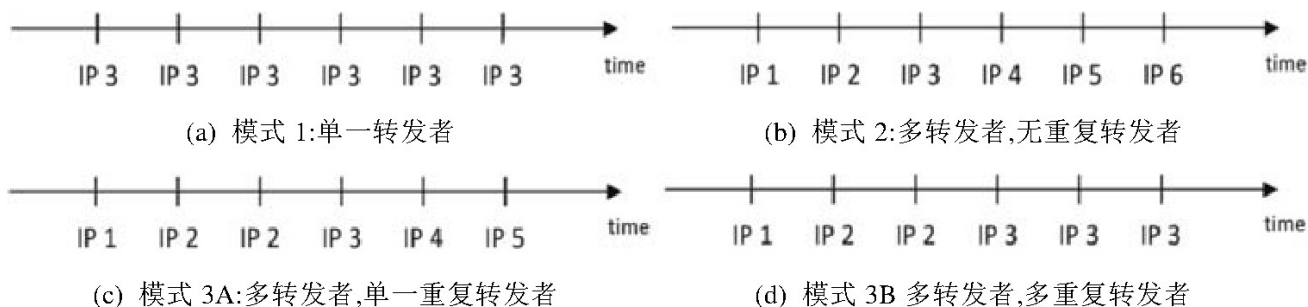 IP 3 IP 3 IP 3 IP 3 IP 3 IP 3 time
(a) 模式 1:单一转发者
IP 1 IP 2 IP 3 IP 4 IP 5 IP 6 time
(b) 模式 2:多转发者,无重复转发者
IP 1 IP 2 IP 2 IP 3 IP 4 IP 5 time
(c) 模式 3A:多转发者,单一重复转发者
IP 1 IP 2 IP 2 IP 3 IP 3 IP 3 time
(d) 模式 3B 多转发者,多重复转发者